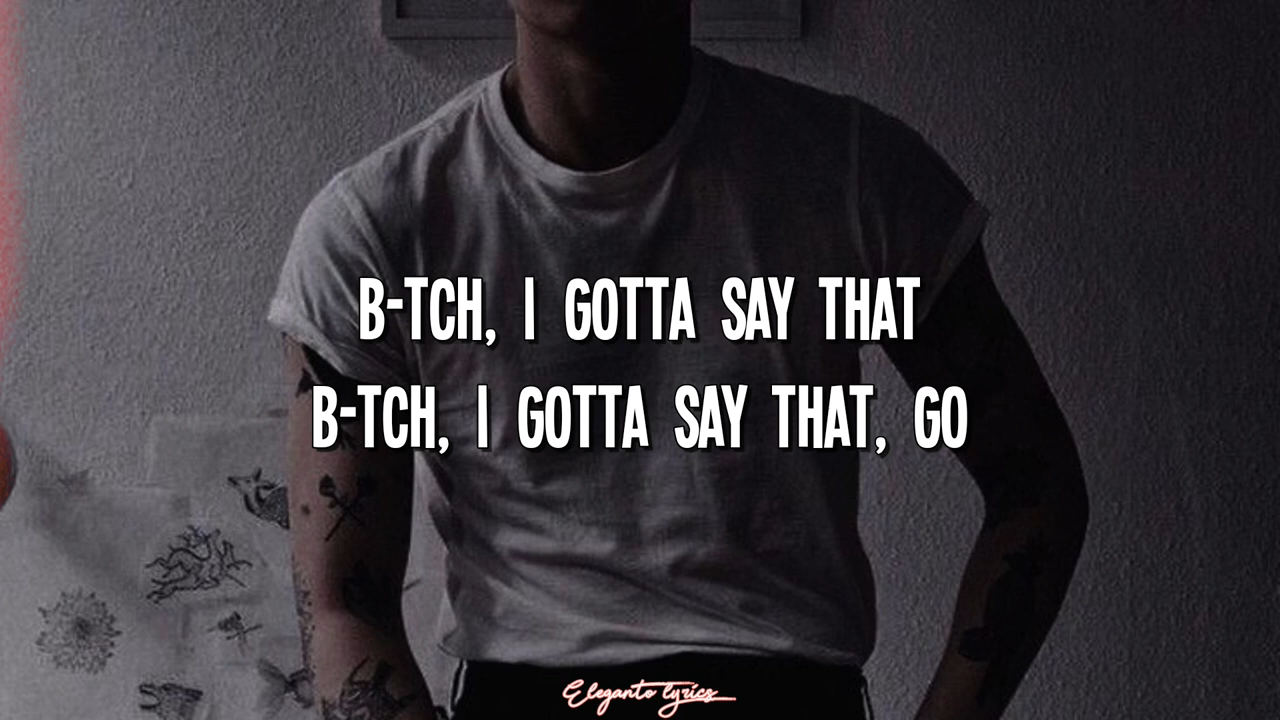 B-TCH, I GOTTA SAY THAT
B-TCH, I GOTTA SAY THAT, GO
Eleganto lyrics